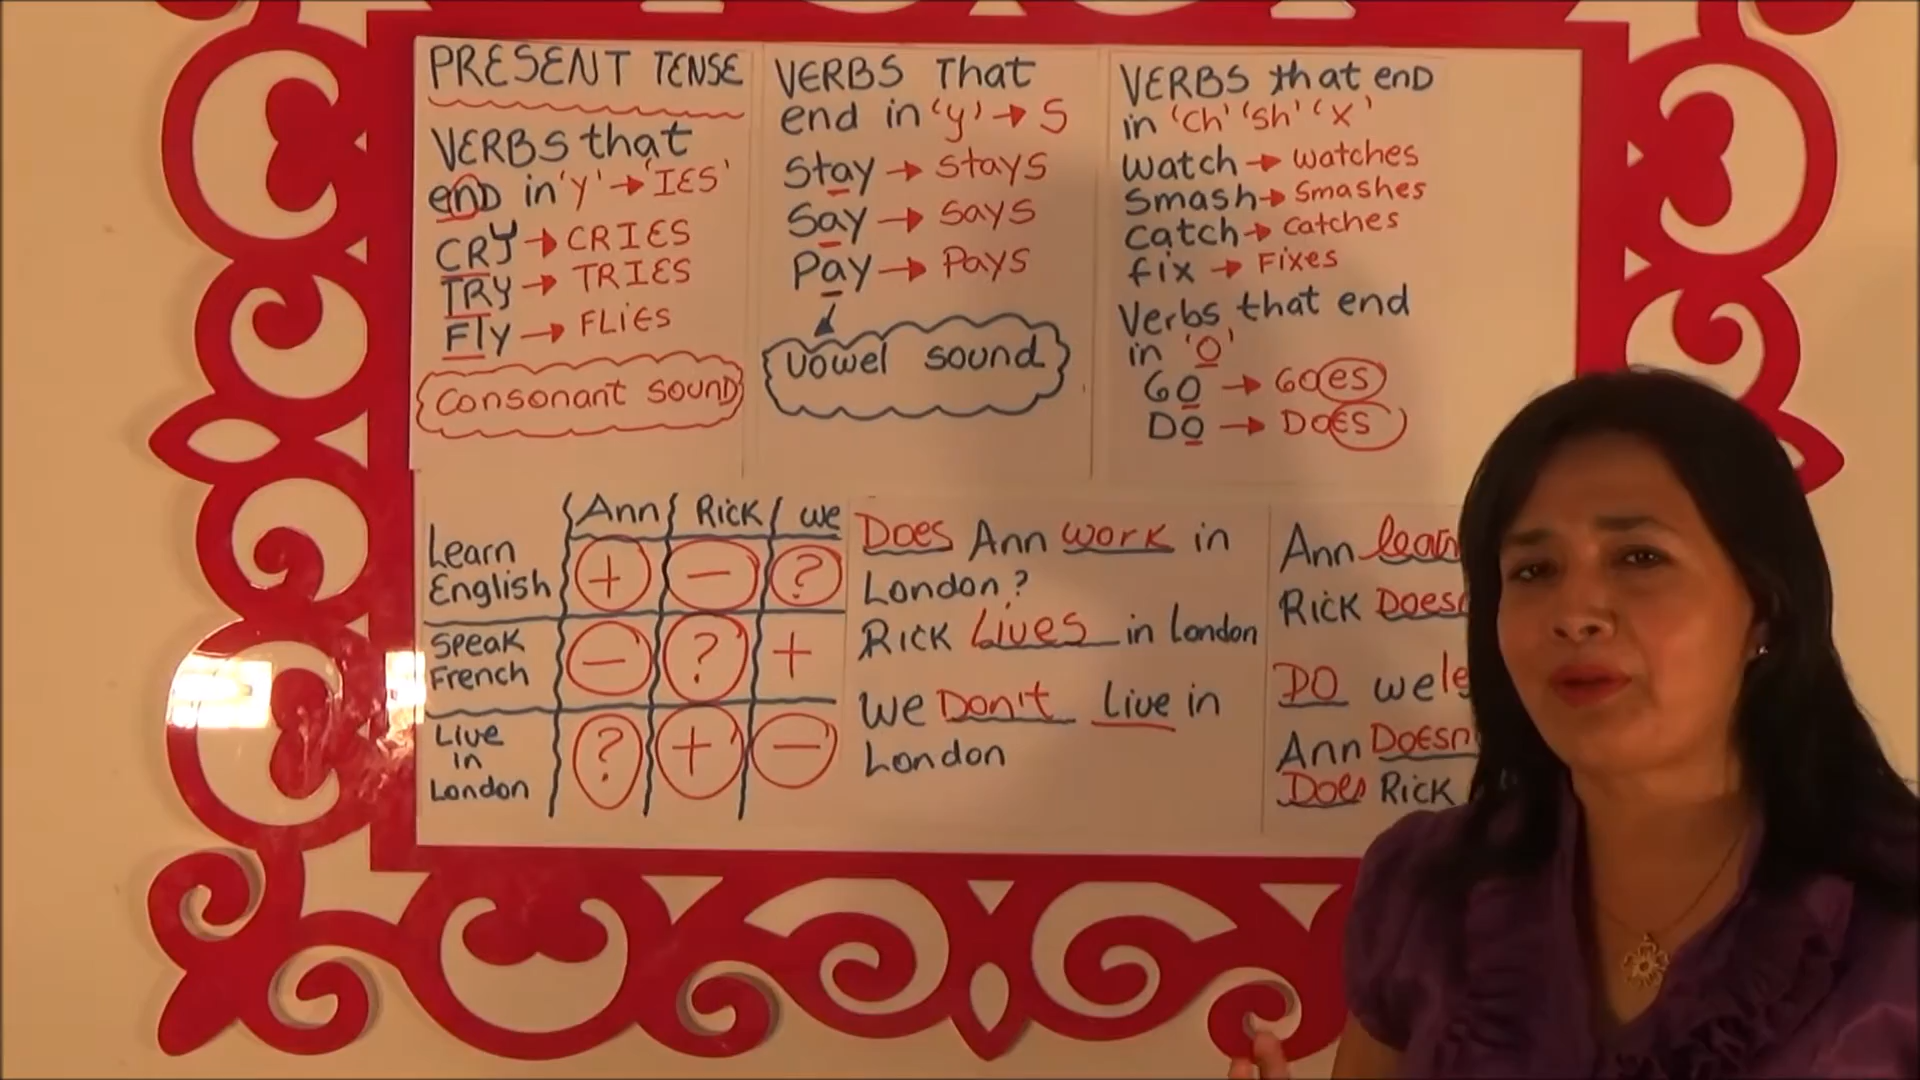 PRESENT TENSE
VERBS that
end in 'y' → 'IES'
CRY → CRIES
TRY → TRIES
Fly → FLiES
Consonant sound
VERBS That
end in 'y' → S
Stay → stays
Say → says
Pay → Pays
Vowel sound
VERBS that end
in 'ch' 'sh' 'x'
watch → watches
Smash → Smashes
catch → catches
fix → Fixes
Verbs that end
in 'O'
GO → GOes
DO → DOES
Ann Rick we
Learn
English + - ?
Speak
French - ? +
Live
in
London ? + -
Does Ann work in
London?
Rick Lives in London
We Don't Live in
London
Ann
Rick
DO we
Ann
Does Rick